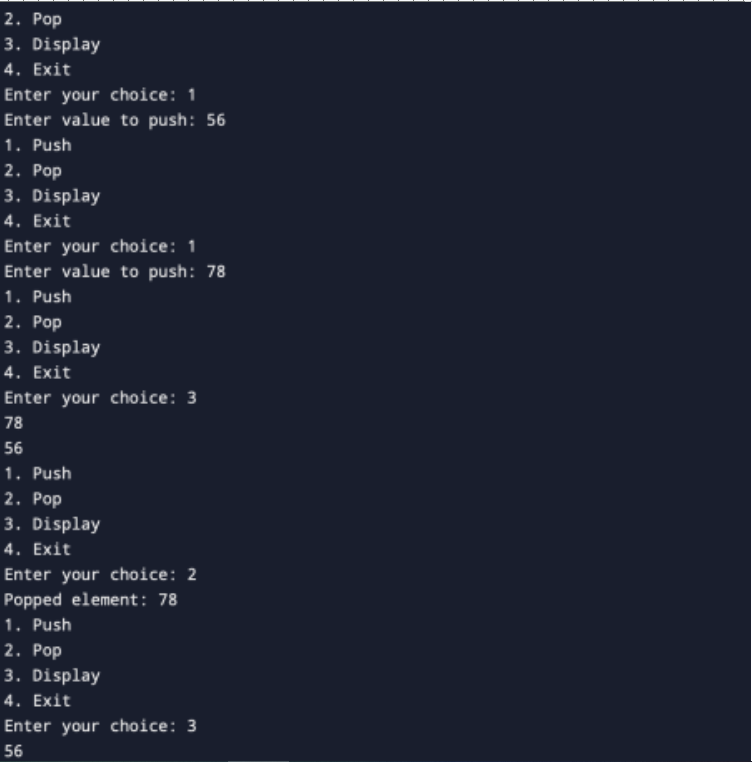 2. Pop
3. Display
4. Exit
Enter your choice: 1
Enter value to push: 56
1. Push
2. Pop
3. Display
4. Exit
Enter your choice: 1
Enter value to push: 78
1. Push
2. Pop
3. Display
4. Exit
Enter your choice: 3
78
56
1. Push
2. Pop
3. Display
4. Exit
Enter your choice: 2
Popped element: 78
1. Push
2. Pop
3. Display
4. Exit
Enter your choice: 3
56